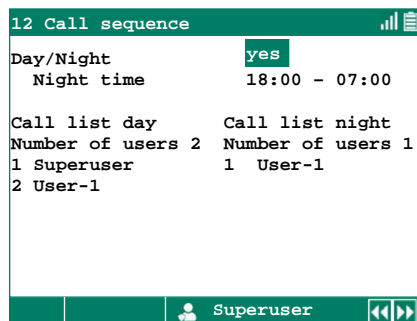 12 Call sequence
Day/Night yes
Night time 18:00 – 07:00
Call list day Call list night
Number of users 2 Number of users 1
1 Superuser 1 User-1
2 User-1
Superuser